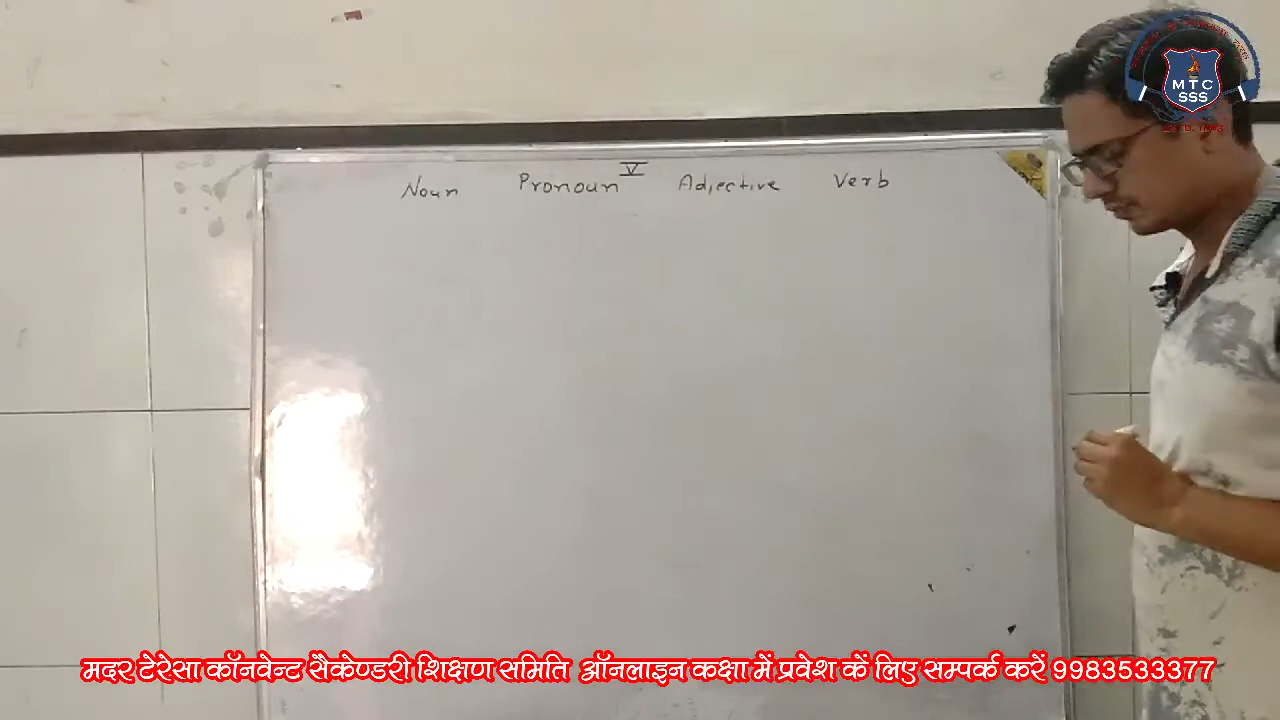 V
Noun Pronoun Adjective Verb
MTC
SSS
मदर टेरेसा कॉनवेन्ट सैकेण्डरी शिक्षण समिति ऑनलाइन कक्षा में प्रवेश कें लिए सम्पर्क करें 9983533377